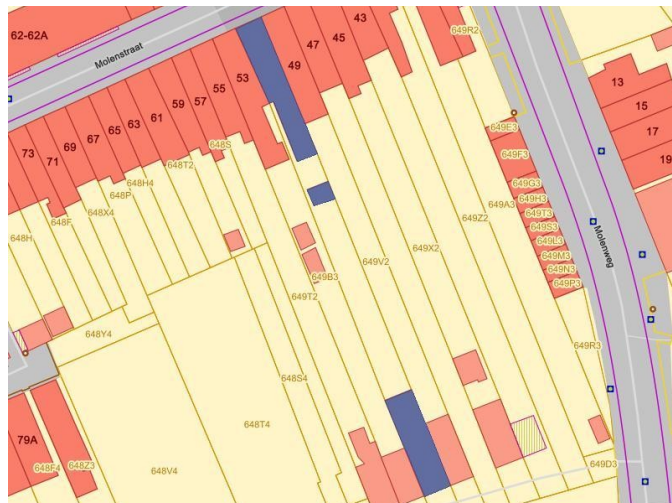 62-62A
Molenstraat
43
45
47
49
53
55
57
59
61
63
65
67
69
71
73
13
15
17
19
649R2
649E3
649F3
649G3
649H3
649T3
649S3
649L3
649M3
649N3
649P3
649A3
649Z2
649X2
649V2
649B3
649T2
648S
648T2
648H4
648P
648X4
648F
648H
648Y4
648S4
648T4
648V4
648Z3
648F4
79A
649R3
649D3
Molenweg